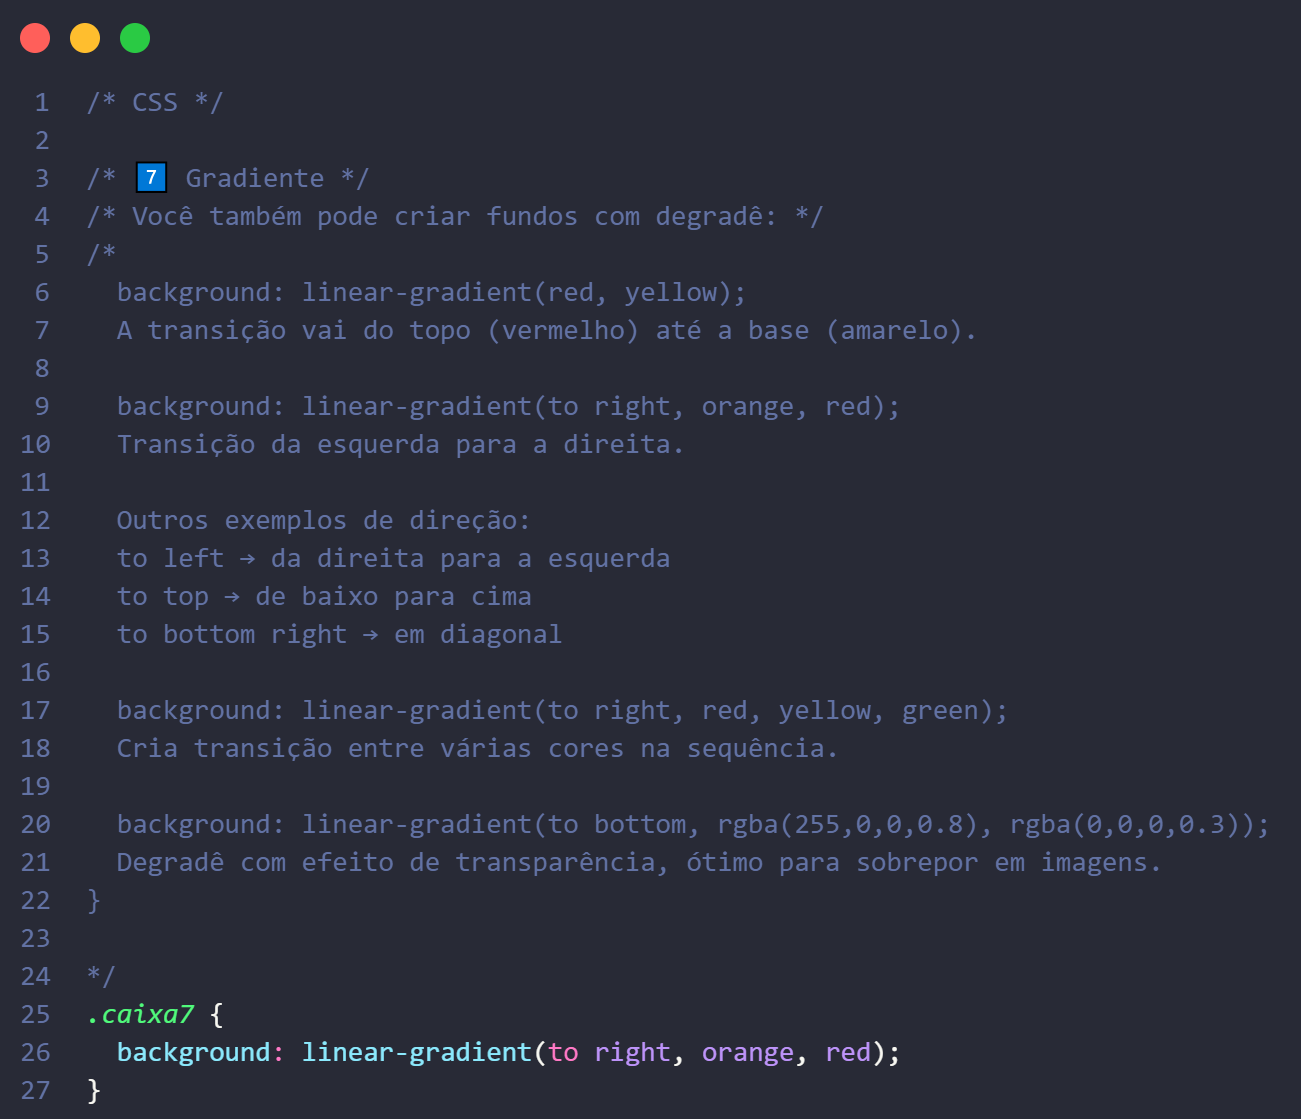 1 /* CSS */
2
3 /* 7️⃣ Gradiente */
4 /* Você também pode criar fundos com degradê: */
5 /*
6   background: linear-gradient(red, yellow);
7   A transição vai do topo (vermelho) até a base (amarelo).
8
9   background: linear-gradient(to right, orange, red);
10   Transição da esquerda para a direita.
11
12   Outros exemplos de direção:
13   to left → da direita para a esquerda
14   to top → de baixo para cima
15   to bottom right → em diagonal
16
17   background: linear-gradient(to right, red, yellow, green);
18   Cria transição entre várias cores na sequência.
19
20   background: linear-gradient(to bottom, rgba(255,0,0,0.8), rgba(0,0,0,0.3));
21   Degradê com efeito de transparência, ótimo para sobrepor em imagens.
22 }
23
24 */
25 .caixa7 {
26   background: linear-gradient(to right, orange, red);
27 }